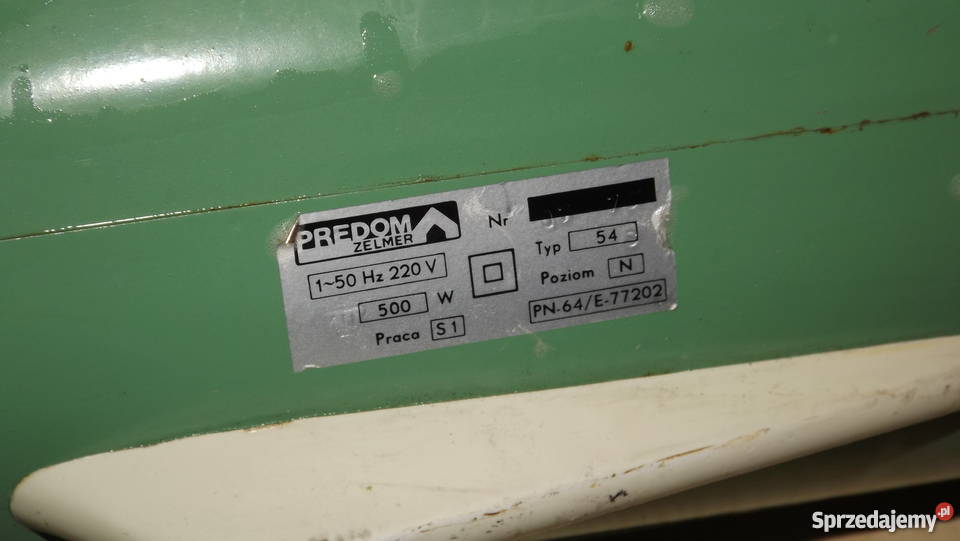 PREDOM
ZELMER
Nr
1~50 Hz 220 V
Typ 54
500 W
Poziom N
Praca S1
PN-64/E-77202
Sprzedajemy.pl